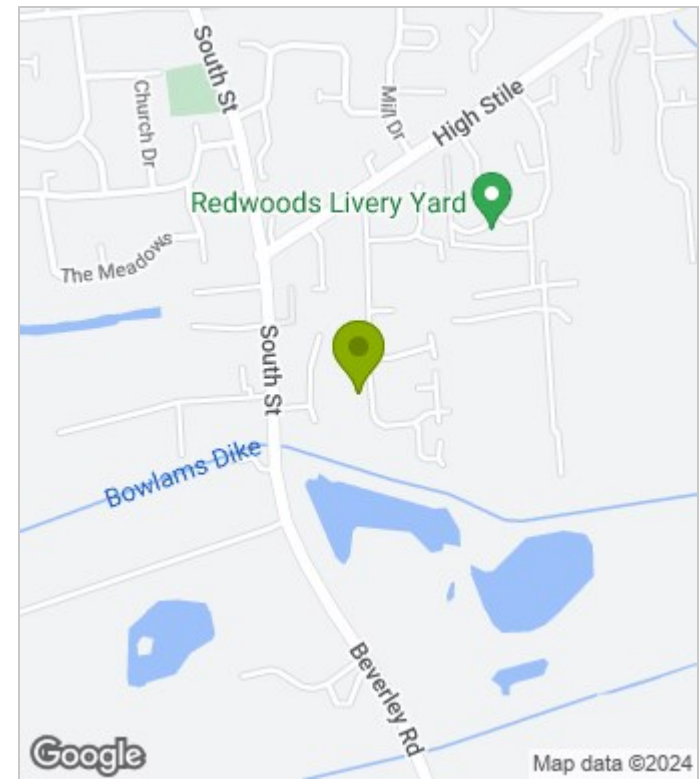 South St
Church Dr
Mill Dr
High Stile
Redwoods Livery Yard
The Meadows
South St
Bowlams Dike
Beverley Rd
Google
Map data ©2024